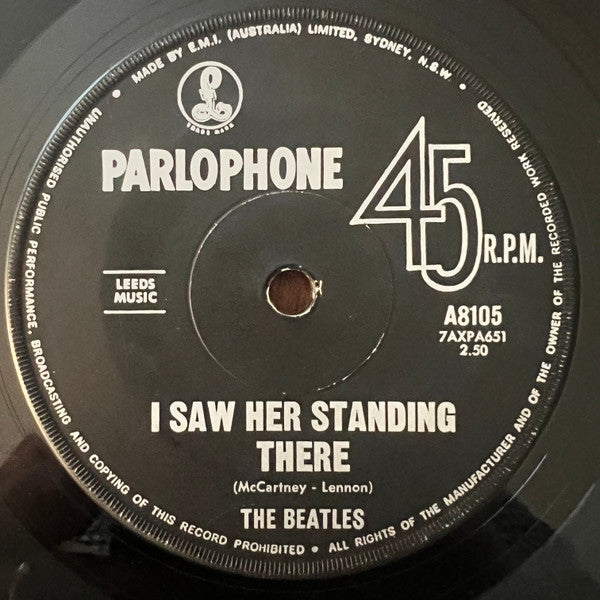 • MADE BY E.M.I. (AUSTRALIA) LIMITED, SYDNEY, N.S.W. •
UNAUTHORISED PUBLIC PERFORMANCE, BROADCASTING AND COPYING OF THIS RECORD PROHIBITED • ALL RIGHTS OF THE MANUFACTURER AND OF THE OWNER OF THE RECORDED WORK RESERVED
£
TRADE MARK
PARLOPHONE
45 R.P.M.
LEEDS
MUSIC
A8105
7AXPA651
2.50
I SAW HER STANDING
THERE
(McCartney - Lennon)
THE BEATLES